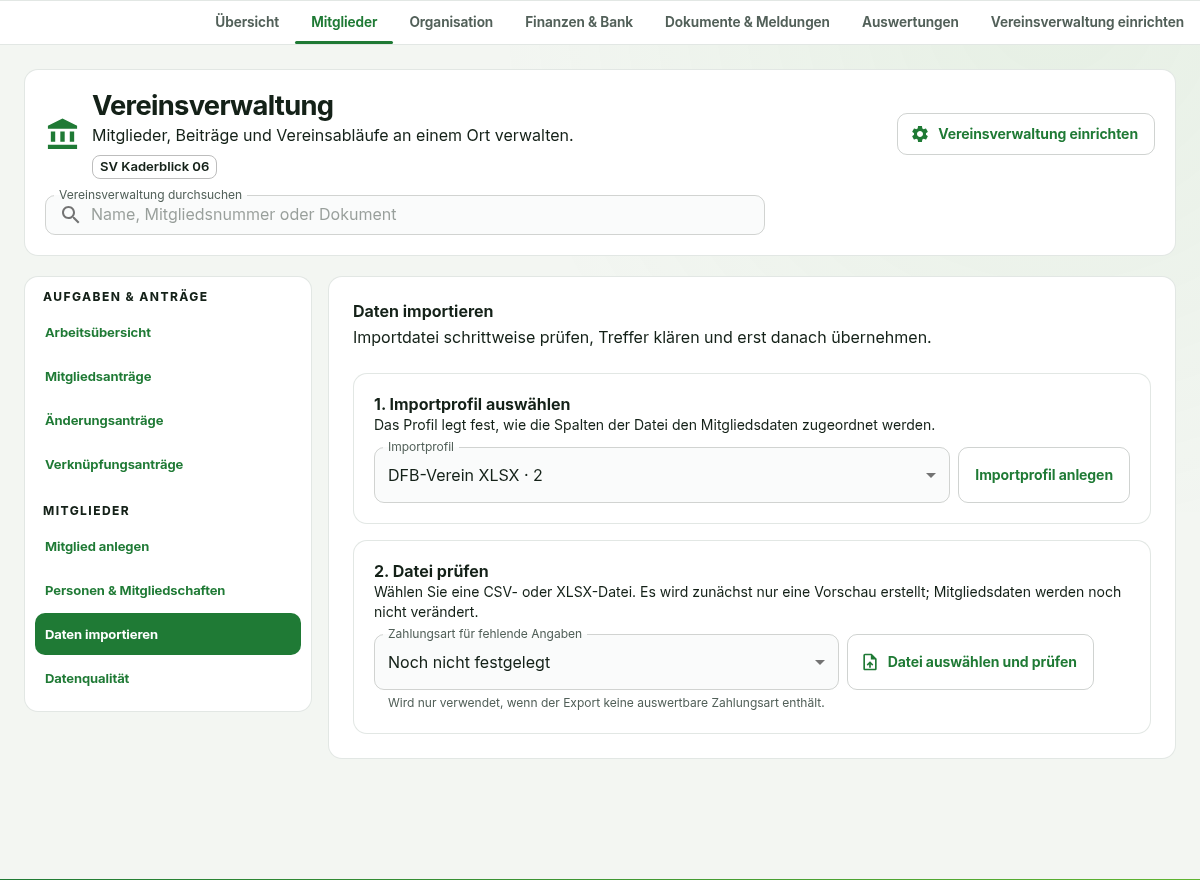 Übersicht
Mitglieder
Organisation
Finanzen & Bank
Dokumente & Meldungen
Auswertungen
Vereinsverwaltung einrichten
Vereinsverwaltung
Mitglieder, Beiträge und Vereinsabläufe an einem Ort verwalten.
SV Kaderblick 06
Vereinsverwaltung einrichten
Vereinsverwaltung durchsuchen
Name, Mitgliedsnummer oder Dokument
AUFGABEN & ANTRÄGE
Arbeitsübersicht
Mitgliedsanträge
Änderungsanträge
Verknüpfungsanträge
MITGLIEDER
Mitglied anlegen
Personen & Mitgliedschaften
Daten importieren
Datenqualität
Daten importieren
Importdatei schrittweise prüfen, Treffer klären und erst danach übernehmen.
1. Importprofil auswählen
Das Profil legt fest, wie die Spalten der Datei den Mitgliedsdaten zugeordnet werden.
Importprofil
DFB-Verein XLSX · 2
Importprofil anlegen
2. Datei prüfen
Wählen Sie eine CSV- oder XLSX-Datei. Es wird zunächst nur eine Vorschau erstellt; Mitgliedsdaten werden noch
nicht verändert.
Zahlungsart für fehlende Angaben
Noch nicht festgelegt
Datei auswählen und prüfen
Wird nur verwendet, wenn der Export keine auswertbare Zahlungsart enthält.